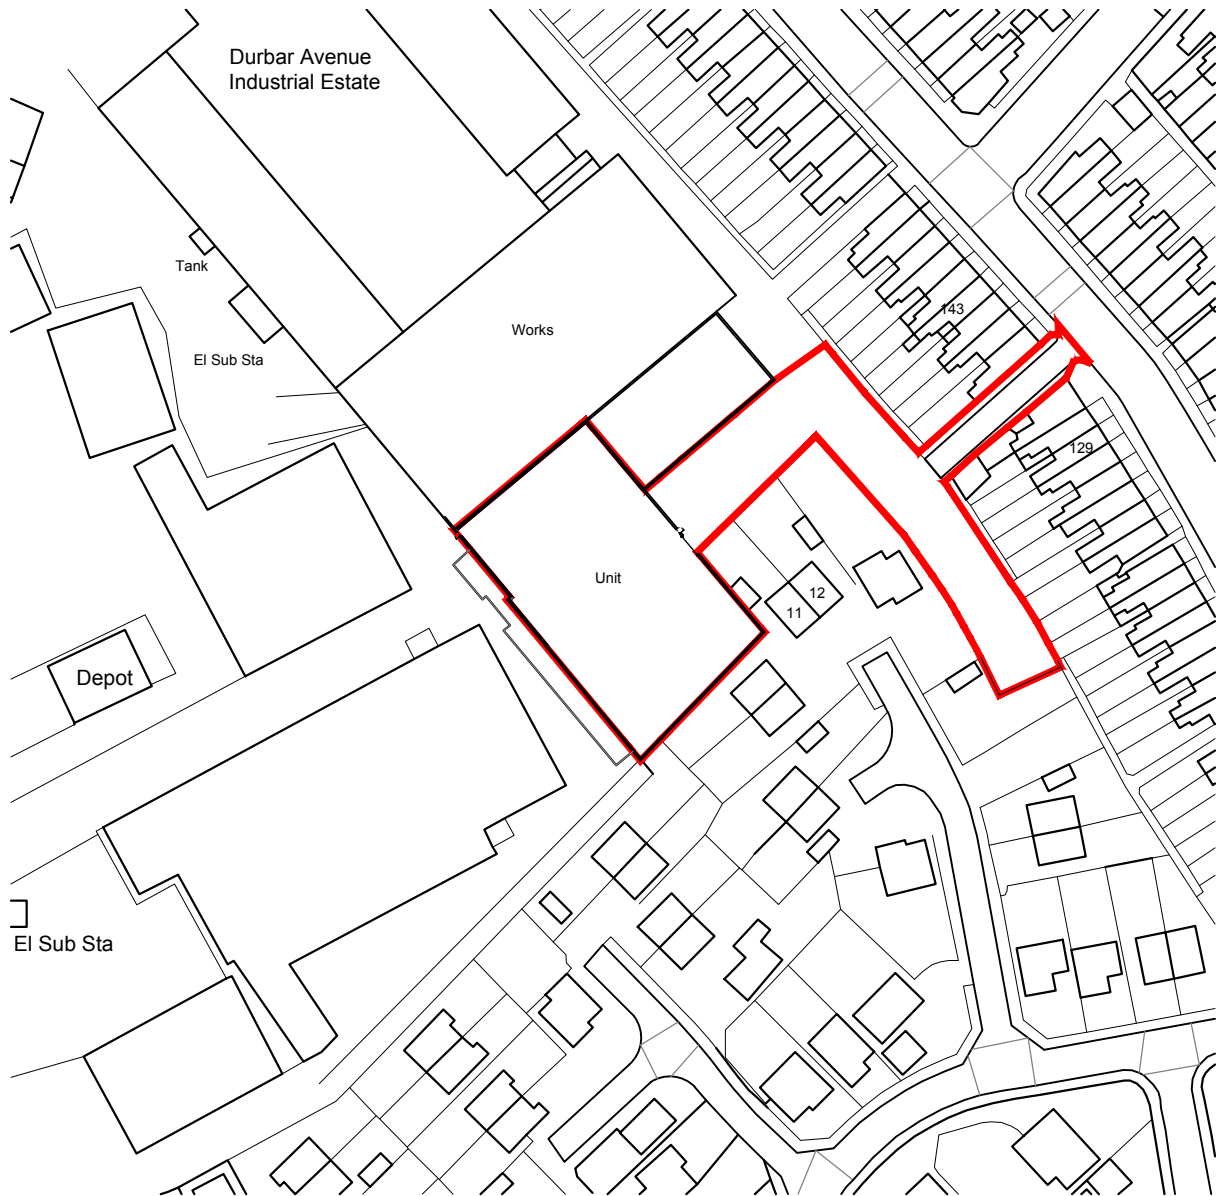 Durbar Avenue
Industrial Estate
Tank
143
Works
El Sub Sta
129
Unit
12
11
Depot
El Sub Sta